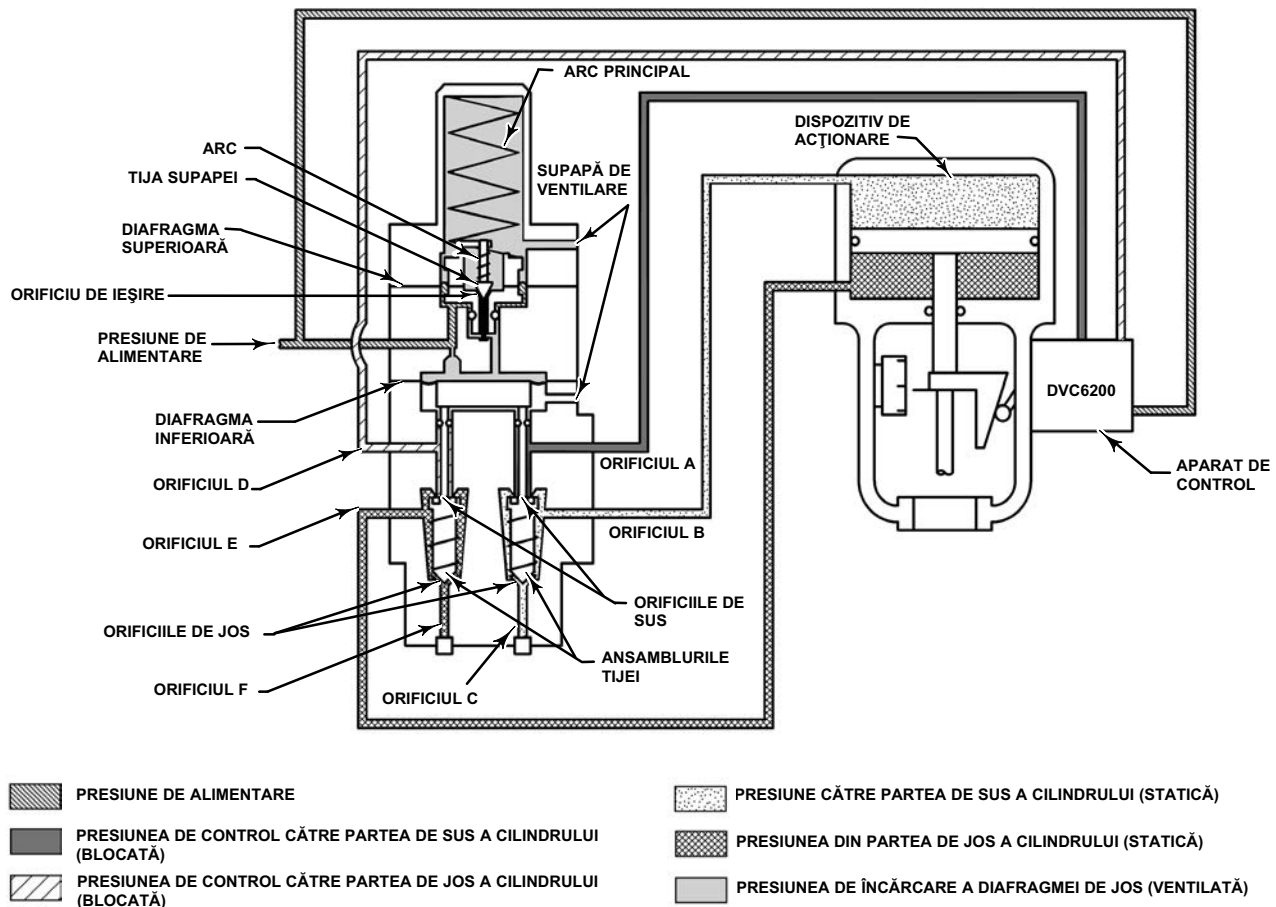 ARC PRINCIPAL
DISPOZITIV DE
ACŢIONARE
ARC
TIJA SUPAPEI
SUPAPĂ DE
VENTILARE
DIAFRAGMA
SUPERIOARĂ
ORIFICIU DE IEŞIRE
PRESIUNE DE
ALIMENTARE
DVC6200
DIAFRAGMA
INFERIOARĂ
ORIFICIUL A
APARAT DE
CONTROL
ORIFICIUL D
ORIFICIUL B
ORIFICIUL E
ORIFICIILE DE
SUS
ORIFICIILE DE JOS
ANSAMBLURILE
TIJEI
ORIFICIUL F
ORIFICIUL C
PRESIUNE DE ALIMENTARE
PRESIUNEA DE CONTROL CĂTRE PARTEA DE SUS A CILINDRULUI
(BLOCATĂ)
PRESIUNEA DE CONTROL CĂTRE PARTEA DE JOS A CILINDRULUI
(BLOCATĂ)
PRESIUNE CĂTRE PARTEA DE SUS A CILINDRULUI (STATICĂ)
PRESIUNEA DIN PARTEA DE JOS A CILINDRULUI (STATICĂ)
PRESIUNEA DE ÎNCĂRCARE A DIAFRAGMEI DE JOS (VENTILATĂ)